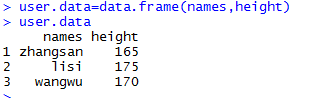 > user.data=data.frame(names,height)
> user.data
names height
1 zhangsan 165
2 lisi 175
3 wangwu 170
>